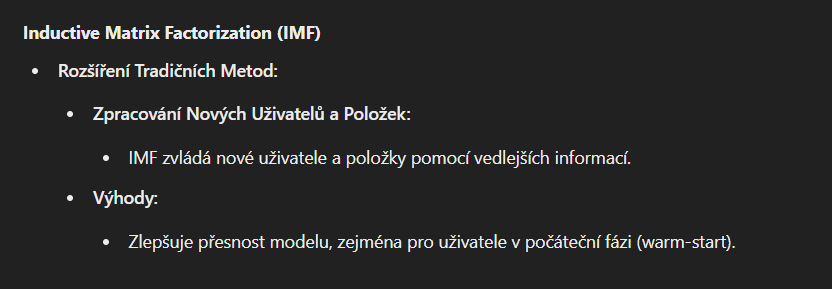 Inductive Matrix Factorization (IMF)
Rozšíření Tradičních Metod:
Zpracování Nových Uživatelů a Položek:
IMF zvládá nové uživatele a položky pomocí vedlejších informací.
Výhody:
Zlepšuje přesnost modelu, zejména pro uživatele v počáteční fázi (warm-start).